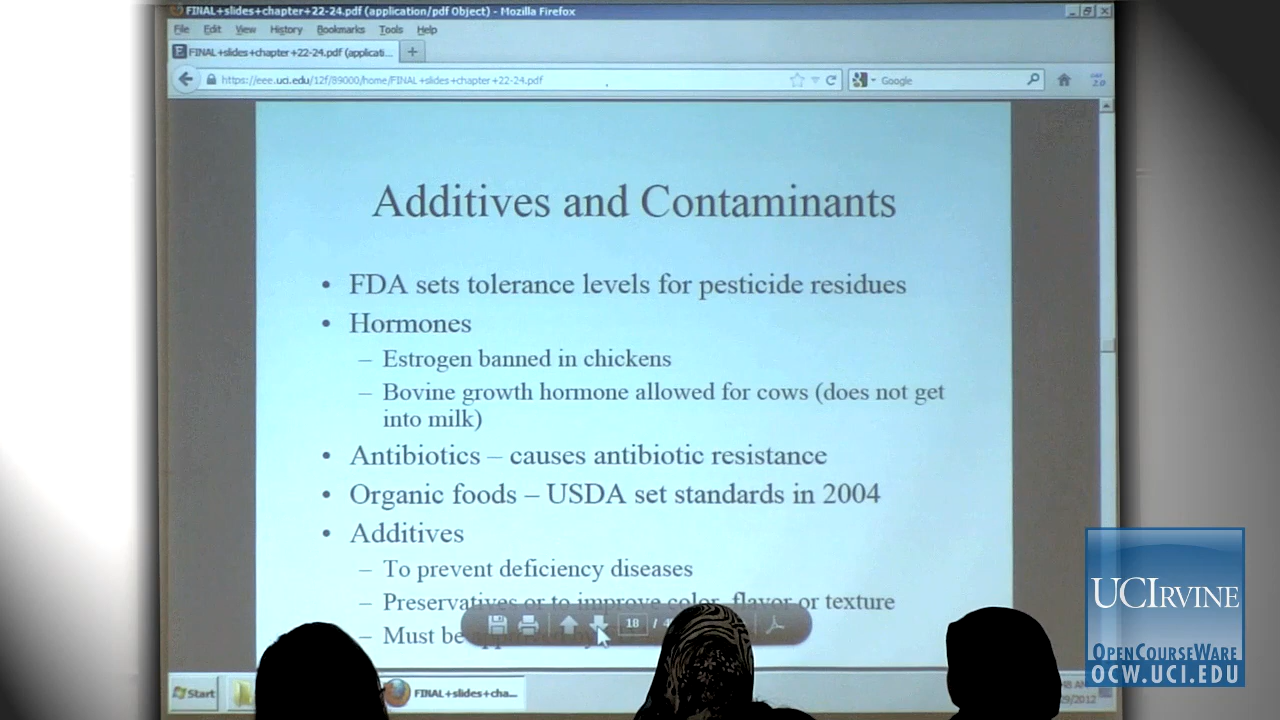 FINAL+slides+chapter+22-24.pdf (application/pdf Object) - Mozilla Firefox
File Edit View History Bookmarks Tools Help
FINAL+slides+chapter+22-24.pdf (applicati...
https://eee.uci.edu/12f/89000/home/FINAL+slides+chapter+22-24.pdf
Google
Additives and Contaminants
• FDA sets tolerance levels for pesticide residues
• Hormones
– Estrogen banned in chickens
– Bovine growth hormone allowed for cows (does not get
into milk)
• Antibiotics – causes antibiotic resistance
• Organic foods – USDA set standards in 2004
• Additives
– To prevent deficiency diseases
– Preservatives or to improve color, flavor or texture
– Must be
18 /
Start
FINAL+slides+cha...
UCIRVINE
OPENCOURSEWARE
OCW.UCI.EDU